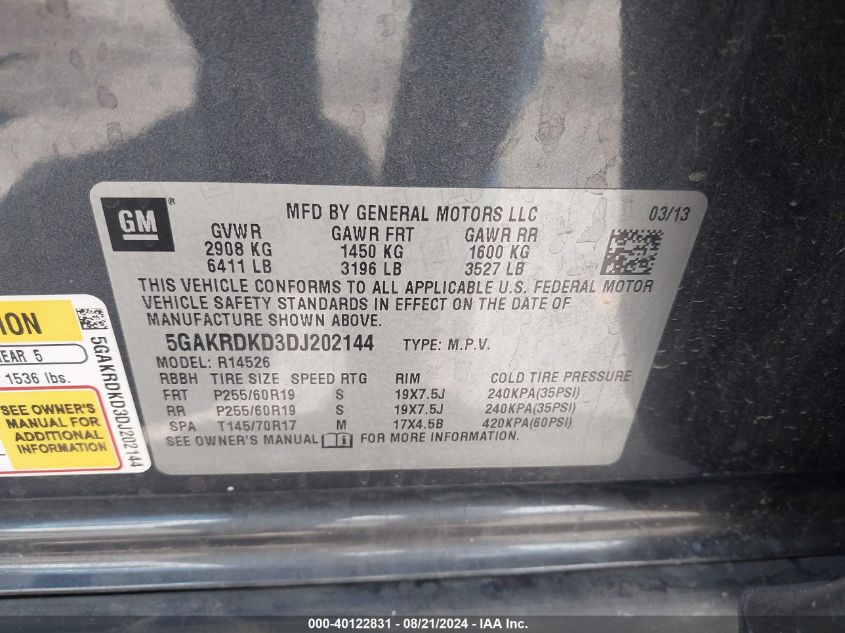 GM
MFD BY GENERAL MOTORS LLC
03/13
GVWR GAWR FRT GAWR RR
2908 KG 1450 KG 1600 KG
6411 LB 3196 LB 3527 LB
THIS VEHICLE CONFORMS TO ALL APPLICABLE U.S. FEDERAL MOTOR
VEHICLE SAFETY STANDARDS IN EFFECT ON THE DATE OF
MANUFACTURE SHOWN ABOVE.
5GAKRDKD3DJ202144 TYPE: M.P.V.
MODEL: R14526
RBBH TIRE SIZE SPEED RTG RIM COLD TIRE PRESSURE
FRT P255/60R19 S 19X7.5J 240KPA(35PSI)
RR P255/60R19 S 19X7.5J 240KPA(35PSI)
SPA T145/70R17 M 17X4.5B 420KPA(60PSI)
SEE OWNER'S MANUAL FOR MORE INFORMATION.
EAR 5
1536 lbs.
SEE OWNER'S
MANUAL FOR
ADDITIONAL
INFORMATION
5GAKRDKD3DJ202144
000-40122831 - 08/21/2024 - IAA Inc.